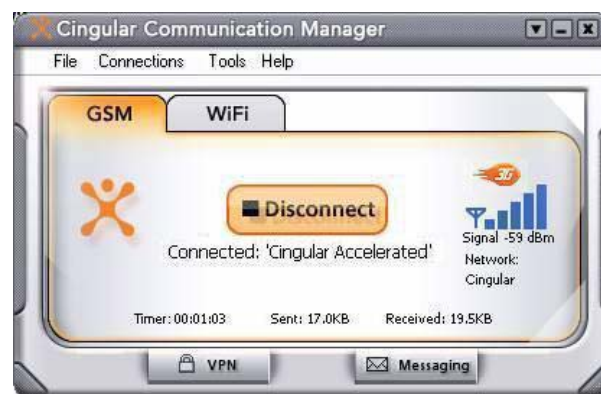 Cingular Communication Manager
File Connections Tools Help
GSM WiFi
3G
Disconnect
Signal -59 dBm
Connected: 'Cingular Accelerated'
Network:
Cingular
Timer: 00:01:03 Sent: 17.0KB Received: 19.5KB
VPN Messaging